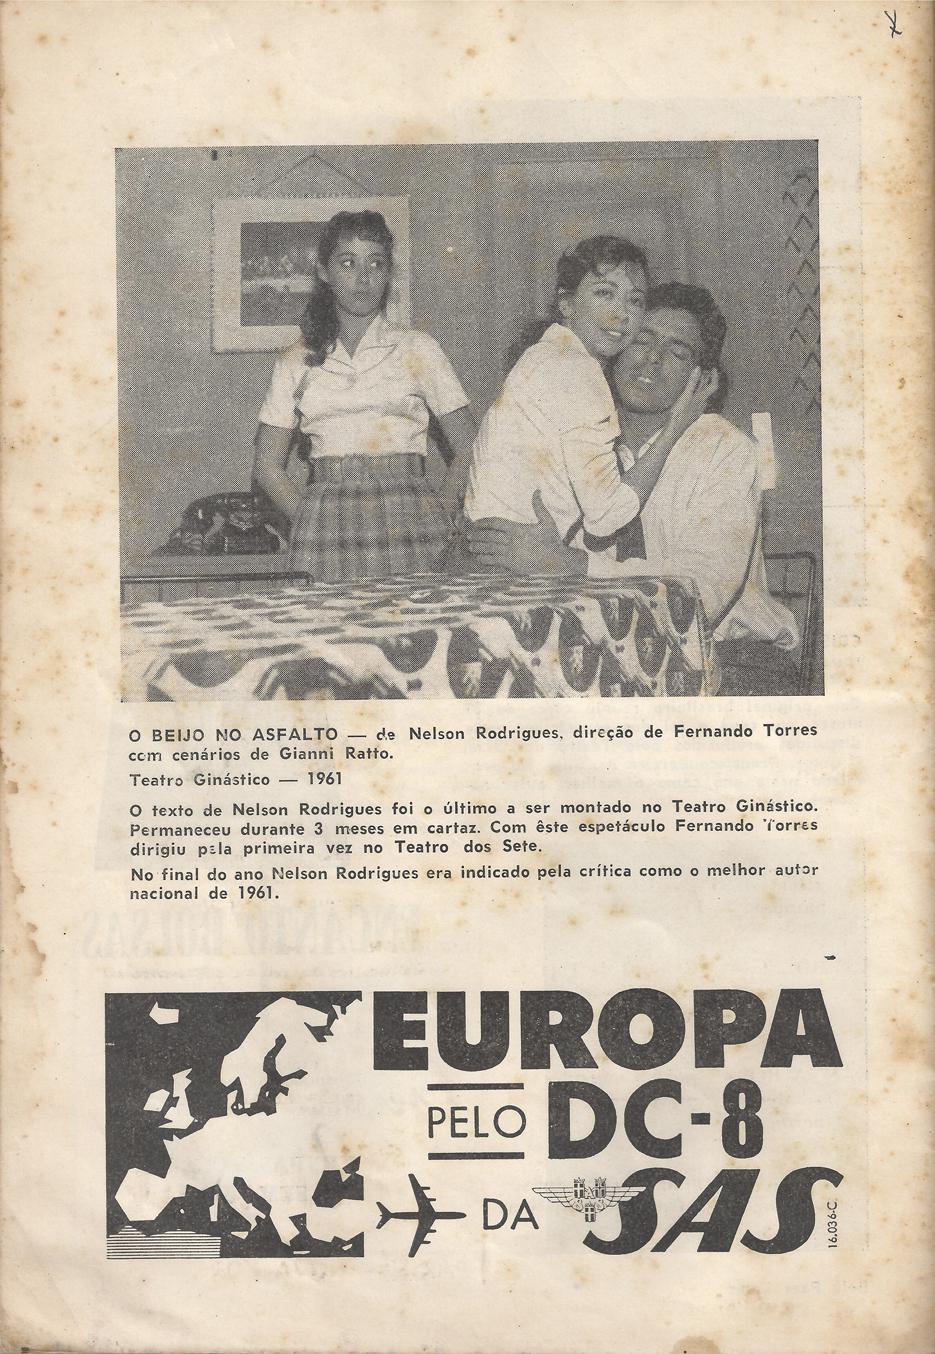 O BEIJO NO ASFALTO — de Nelson Rodrigues, direção de Fernando Torres
com cenários de Gianni Ratto.
Teatro Ginástico — 1961
O texto de Nelson Rodrigues foi o último a ser montado no Teatro Ginástico.
Permaneceu durante 3 meses em cartaz. Com êste espetáculo Fernando Torres
dirigiu pela primeira vez no Teatro dos Sete.
No final do ano Nelson Rodrigues era indicado pela crítica como o melhor autor
nacional de 1961.
EUROPA
PELO DC-8
DA SAS
16.036-C